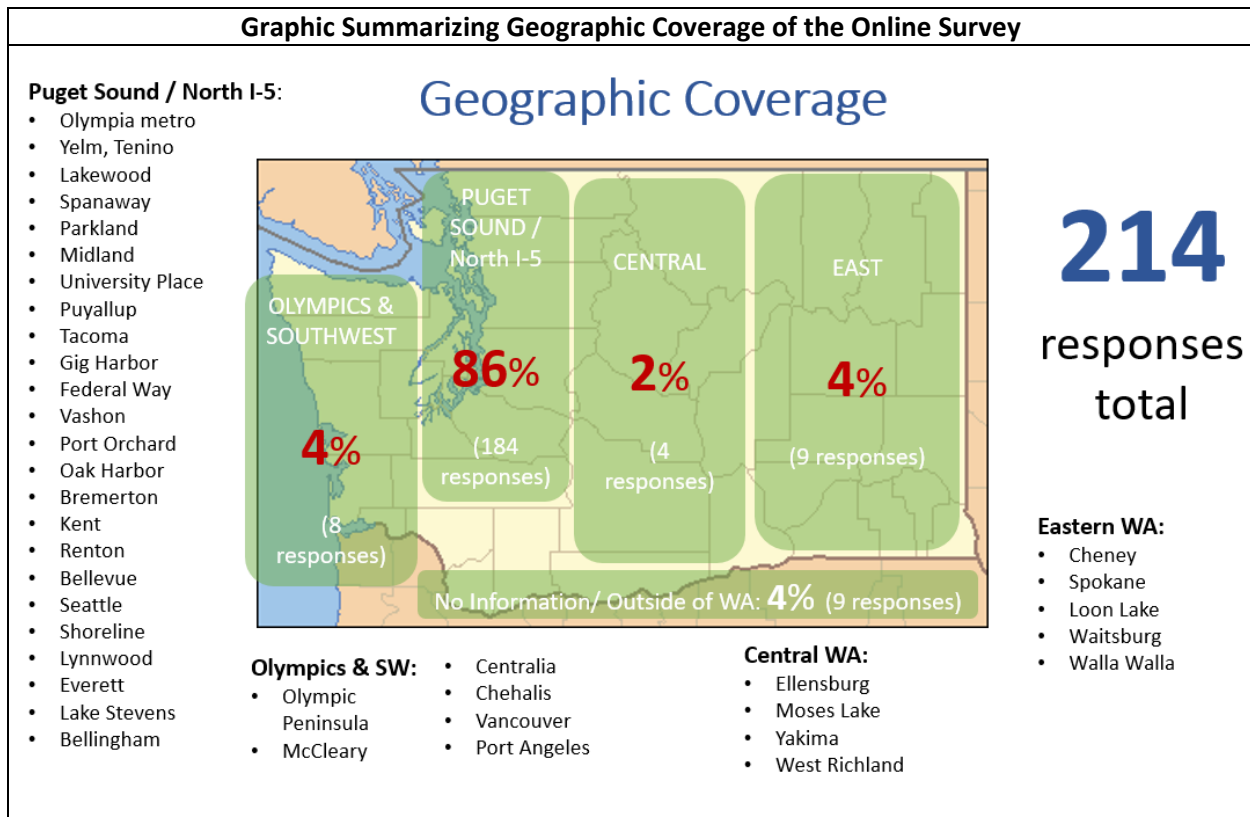 Graphic Summarizing Geographic Coverage of the Online Survey
Geographic Coverage
Puget Sound / North I-5:
• Olympia metro
• Yelm, Tenino
• Lakewood
• Spanaway
• Parkland
• Midland
• University Place
• Puyallup
• Tacoma
• Gig Harbor
• Federal Way
• Vashon
• Port Orchard
• Oak Harbor
• Bremerton
• Kent
• Renton
• Bellevue
• Seattle
• Shoreline
• Lynnwood
• Everett
• Lake Stevens
• Bellingham
OLYMPICS &
SOUTHWEST
4%
(8
responses)
PUGET
SOUND /
North I-5
86%
(184
responses)
CENTRAL
2%
(4
responses)
EAST
4%
(9 responses)
No Information/ Outside of WA: 4% (9 responses)
214
responses
total
Olympics & SW:
• Olympic
Peninsula
• McCleary
• Centralia
• Chehalis
• Vancouver
• Port Angeles
Central WA:
• Ellensburg
• Moses Lake
• Yakima
• West Richland
Eastern WA:
• Cheney
• Spokane
• Loon Lake
• Waitsburg
• Walla Walla